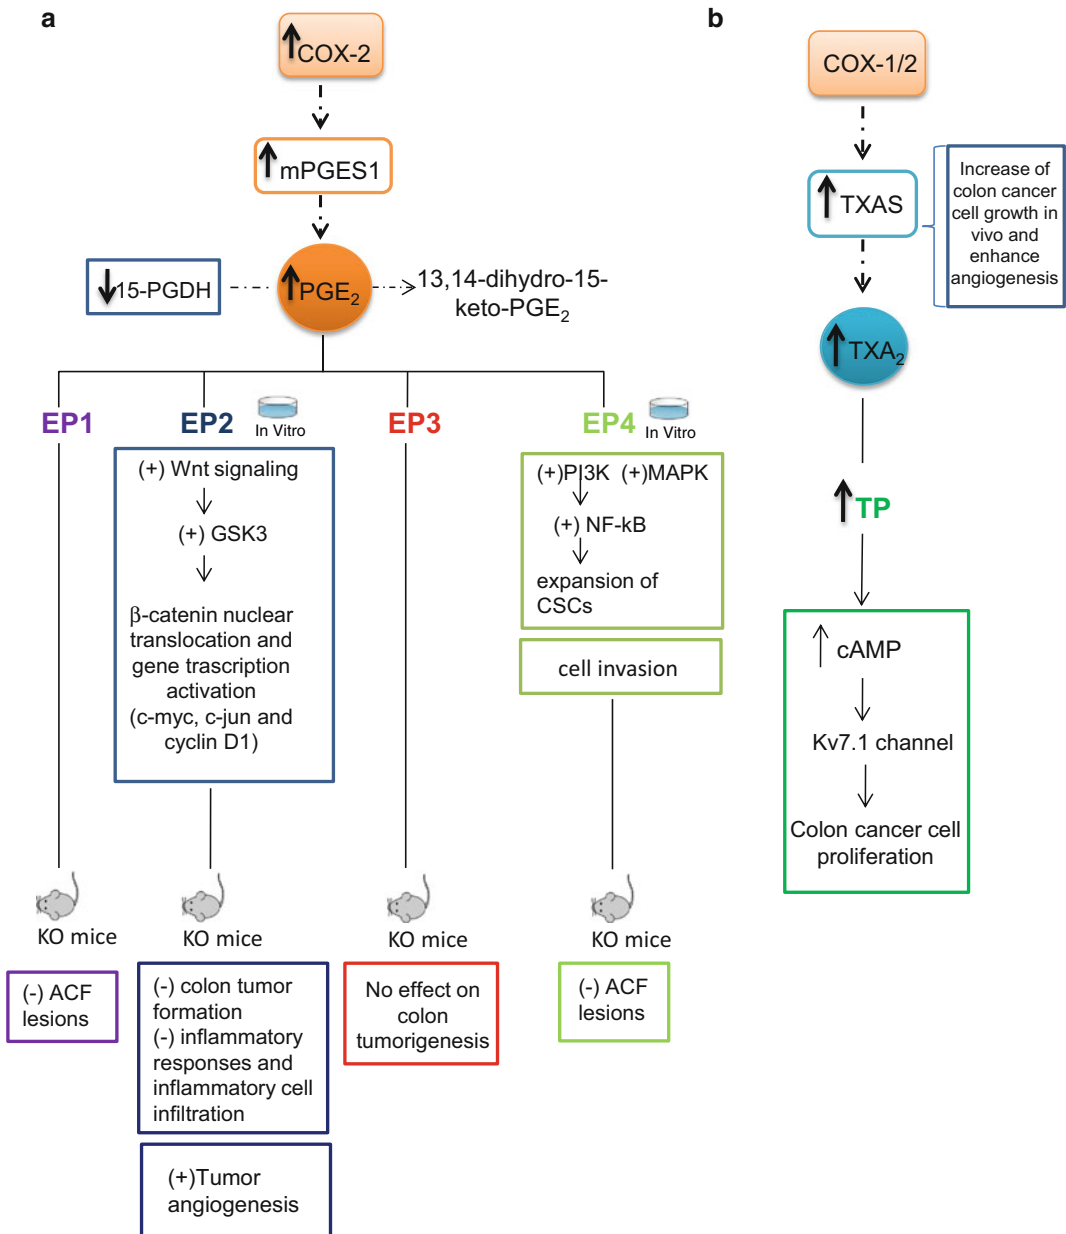 a
COX-2
mPGES1
15-PGDH
PGE2
13,14-dihydro-15-
keto-PGE2
EP1
EP2
In Vitro
EP3
EP4
In Vitro
(+) Wnt signaling
(+) GSK3
β-catenin nuclear
translocation and
gene trascription
activation
(c-myc, c-jun and
cyclin D1)
(+)PI3K (+)MAPK
(+) NF-kB
expansion of
CSCs
cell invasion
KO mice
KO mice
KO mice
KO mice
(-) ACF
lesions
(-) colon tumor
formation
(-) inflammatory
responses and
inflammatory cell
infiltration
(+)Tumor
angiogenesis
No effect on
colon
tumorigenesis
(-) ACF
lesions
b
COX-1/2
TXAS
Increase of
colon cancer
cell growth in
vivo and
enhance
angiogenesis
TXA2
TP
cAMP
Kv7.1 channel
Colon cancer cell
proliferation